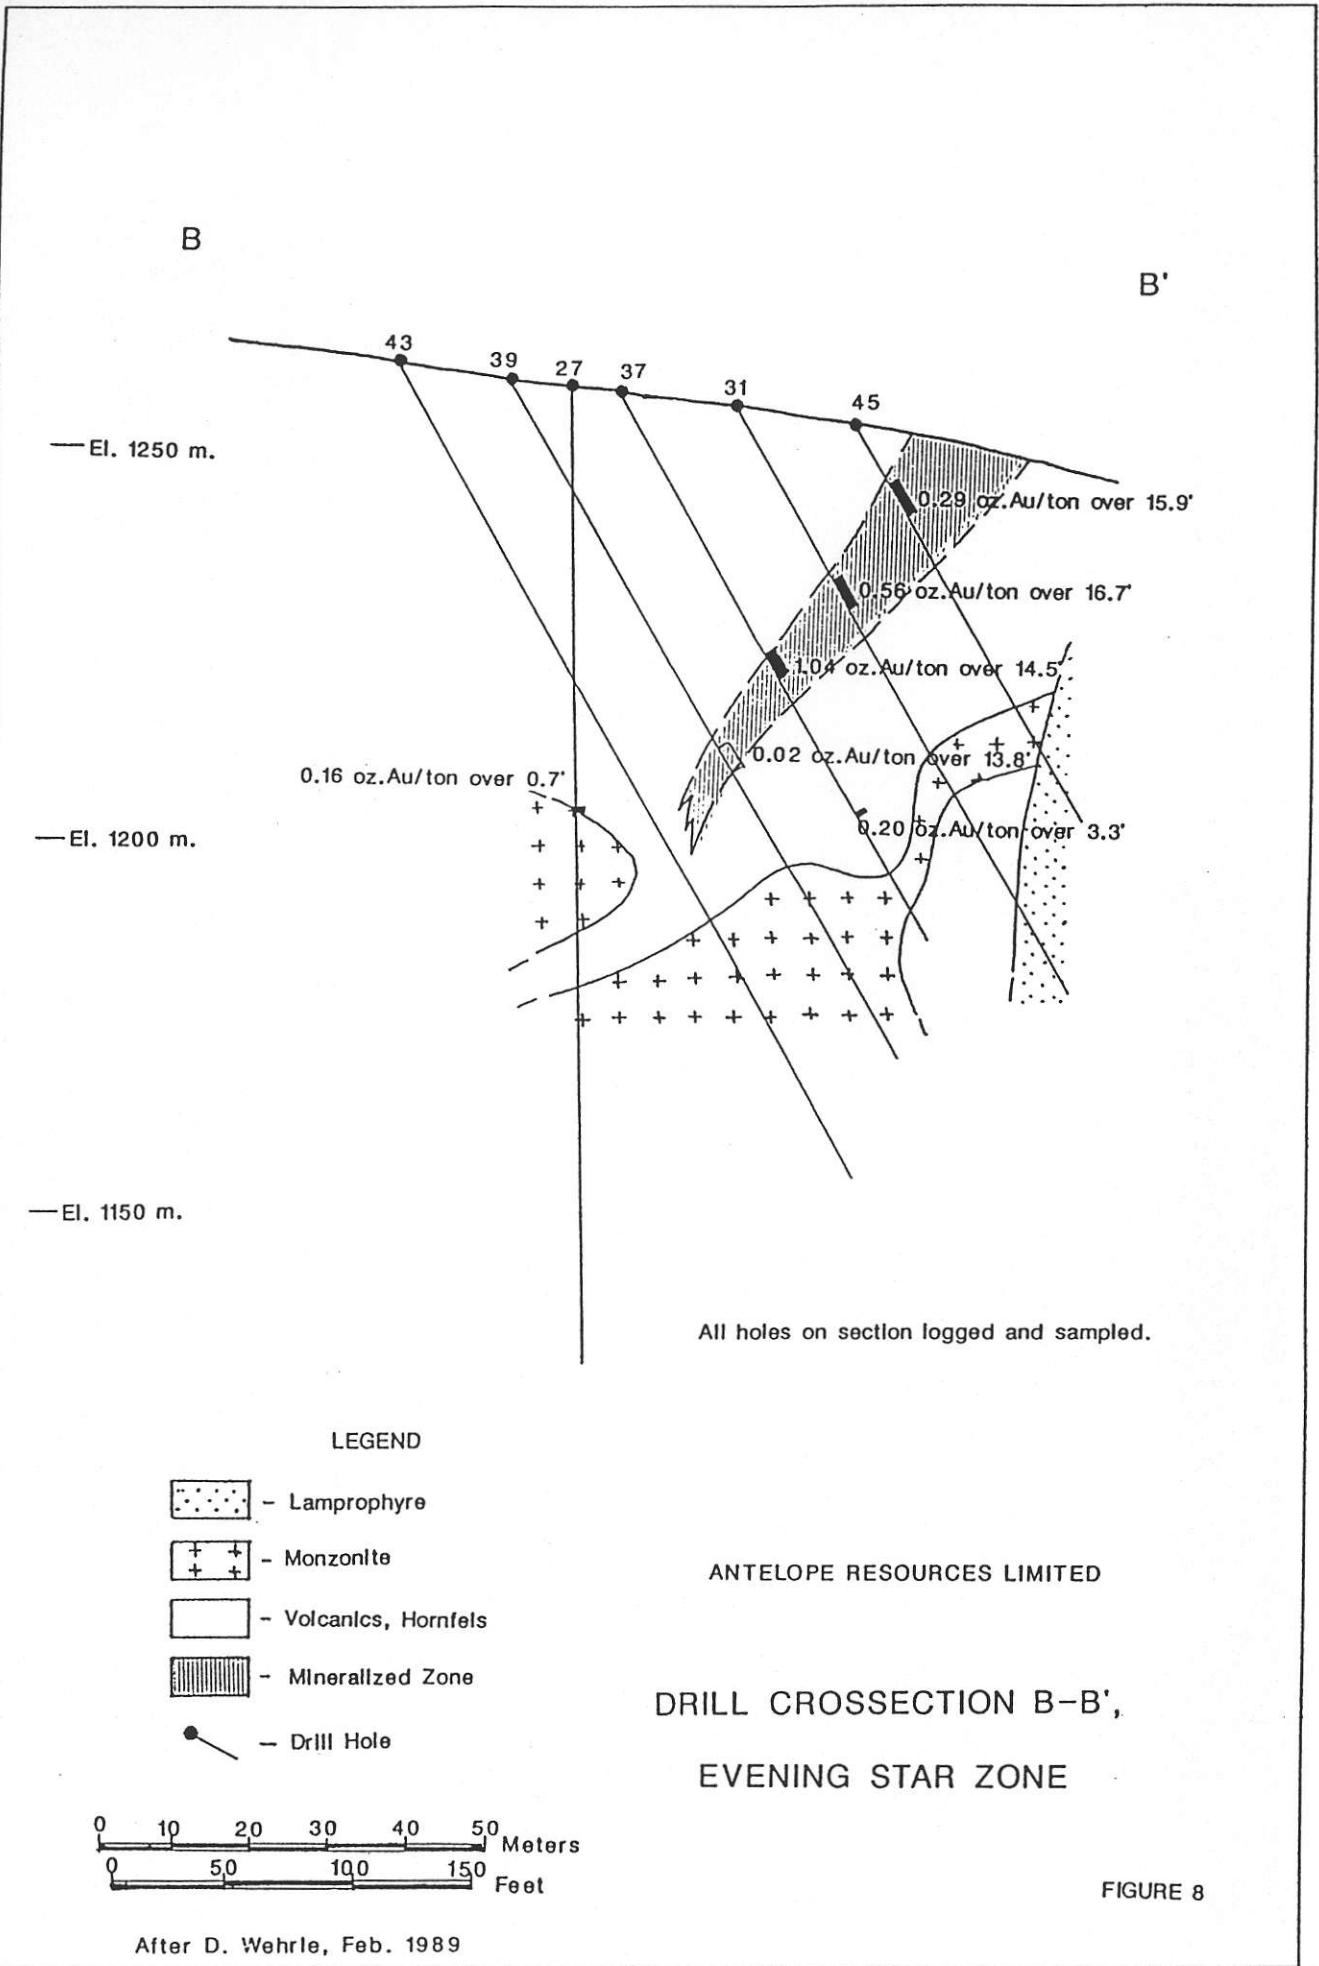 B
B'
43
39
27
37
31
45
El. 1250 m.
0.29 oz.Au/ton over 15.9'
0.56 oz.Au/ton over 16.7'
1.04 oz.Au/ton over 14.5'
0.02 oz.Au/ton over 13.8'
0.16 oz.Au/ton over 0.7'
0.20 oz.Au/ton over 3.3'
El. 1200 m.
El. 1150 m.
All holes on section logged and sampled.
LEGEND
- Lamprophyre
- Monzonite
- Volcanics, Hornfels
- Mineralized Zone
- Drill Hole
ANTELOPE RESOURCES LIMITED
DRILL CROSSECTION B-B',
EVENING STAR ZONE
0 10 20 30 40 50 Meters
0 50 100 150 Feet
FIGURE 8
After D. Wehrle, Feb. 1989